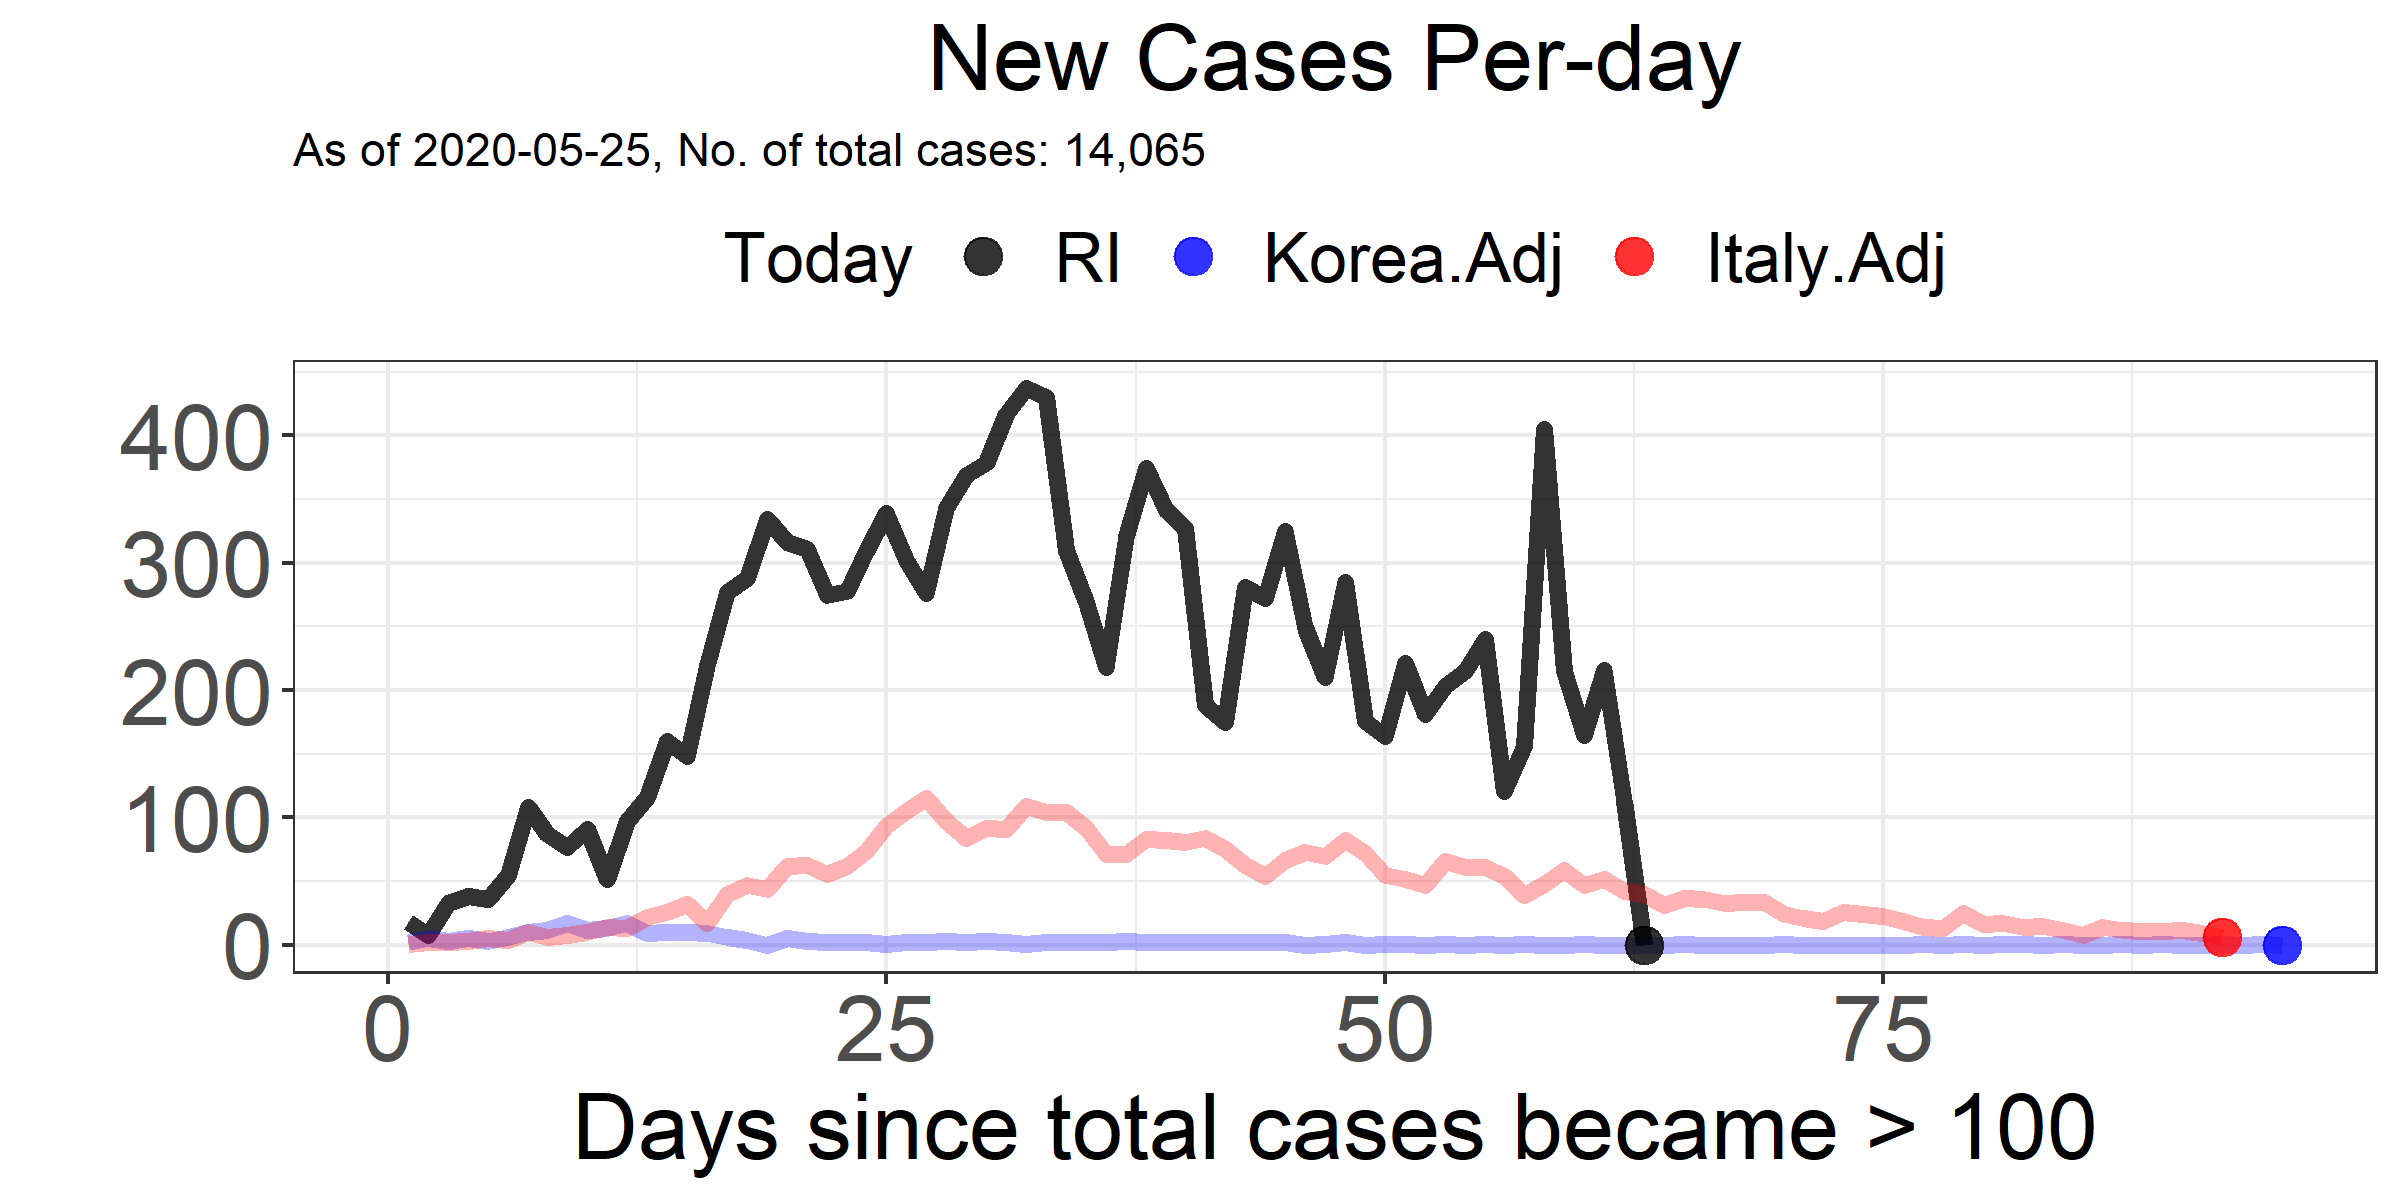 New Cases Per-day
As of 2020-05-25, No. of total cases: 14,065
Today RI Korea.Adj Italy.Adj
400
300
200
100
0
0 25 50 75
Days since total cases became > 100